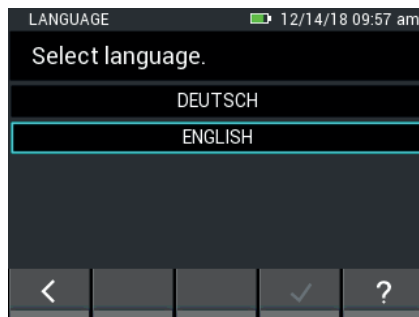 LANGUAGE 12/14/18 09:57 am
Select language.
DEUTSCH
ENGLISH
?